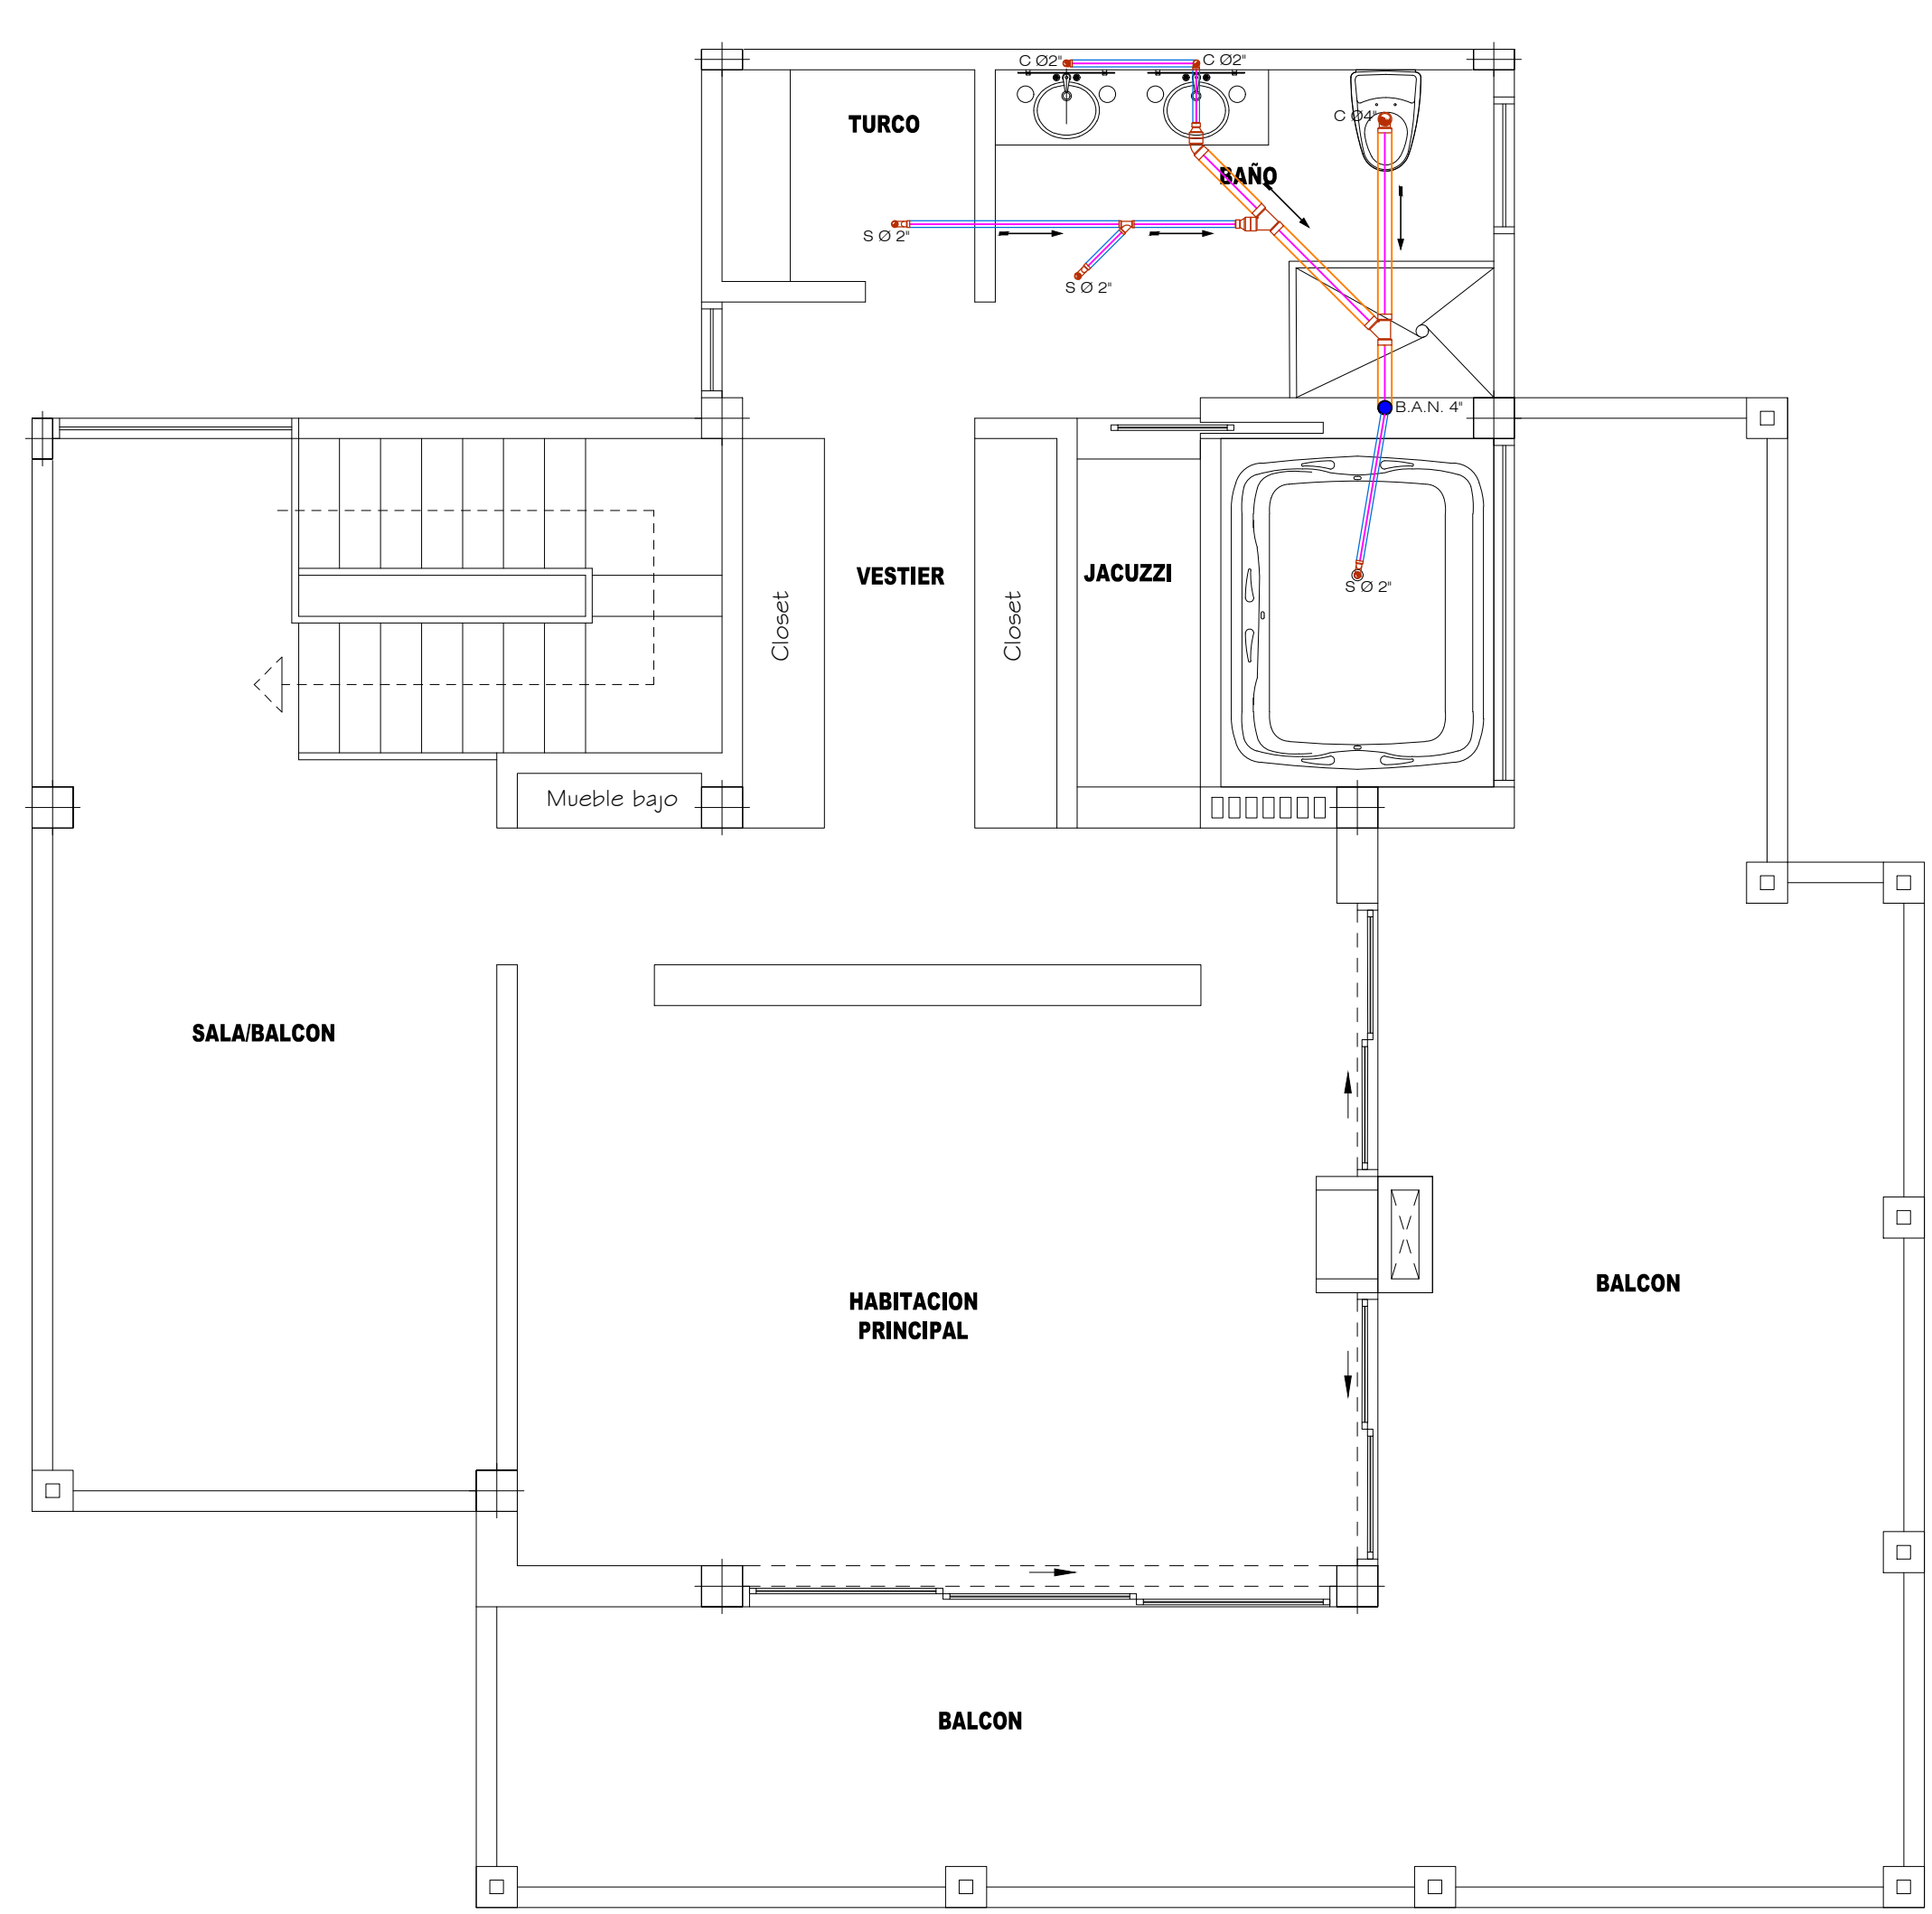 C Ø2"
C Ø2"
C Ø4"
TURCO
BAÑO
S Ø 2"
S Ø 2"
B.A.N. 4"
VESTIER
JACUZZI
S Ø 2"
Closet
Closet
Mueble bajo
SALA/BALCON
HABITACION
PRINCIPAL
BALCON
BALCON